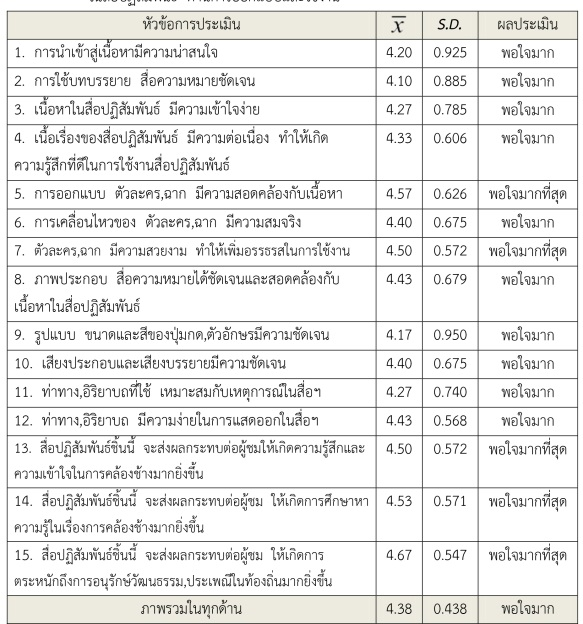 หัวข้อการประเมิน x̄ S.D. ผลประเมิน
1. การนำเข้าสู่เนื้อหามีความน่าสนใจ 4.20 0.925 พอใจมาก
2. การใช้บทบรรยาย สื่อความหมายชัดเจน 4.10 0.885 พอใจมาก
3. เนื้อหาในสื่อปฏิสัมพันธ์ มีความเข้าใจง่าย 4.27 0.785 พอใจมาก
4. เนื้อเรื่องของสื่อปฏิสัมพันธ์ มีความต่อเนื่อง ทำให้เกิด 4.33 0.606 พอใจมาก
ความรู้สึกที่ดีในการใช้งานสื่อปฏิสัมพันธ์
5. การออกแบบ ตัวละคร,ฉาก มีความสอดคล้องกับเนื้อหา 4.57 0.626 พอใจมากที่สุด
6. การเคลื่อนไหวของ ตัวละคร,ฉาก มีความสมจริง 4.40 0.675 พอใจมาก
7. ตัวละคร,ฉาก มีความสวยงาม ทำให้เพิ่มอรรธรสในการใช้งาน 4.50 0.572 พอใจมากที่สุด
8. ภาพประกอบ สื่อความหมายได้ชัดเจนและสอดคล้องกับ 4.43 0.679 พอใจมาก
เนื้อหาในสื่อปฏิสัมพันธ์
9. รูปแบบ ขนาดและสีของปุ่มกด,ตัวอักษรมีความชัดเจน 4.17 0.950 พอใจมาก
10. เสียงประกอบและเสียงบรรยายมีความชัดเจน 4.40 0.675 พอใจมาก
11. ท่าทาง,อิริยาบถที่ใช้ เหมาะสมกับเหตุการณ์ในสื่อฯ 4.27 0.740 พอใจมาก
12. ท่าทาง,อิริยาบถ มีความง่ายในการแสดงออกในสื่อฯ 4.43 0.568 พอใจมาก
13. สื่อปฏิสัมพันธ์ชิ้นนี้ จะส่งผลกระทบต่อผู้ชมให้เกิดความรู้สึกและ 4.50 0.572 พอใจมากที่สุด
ความเข้าใจในการคล้องช้างมากยิ่งขึ้น
14. สื่อปฏิสัมพันธ์ชิ้นนี้ จะส่งผลกระทบต่อผู้ชม ให้เกิดการศึกษาหา 4.53 0.571 พอใจมากที่สุด
ความรู้ในเรื่องการคล้องช้างมากยิ่งขึ้น
15. สื่อปฏิสัมพันธ์ชิ้นนี้ จะส่งผลกระทบต่อผู้ชม ให้เกิดการ 4.67 0.547 พอใจมากที่สุด
ตระหนักถึงการอนุรักษ์วัฒนธรรม,ประเพณีในท้องถิ่นมากยิ่งขึ้น
ภาพรวมในทุกด้าน 4.38 0.438 พอใจมาก